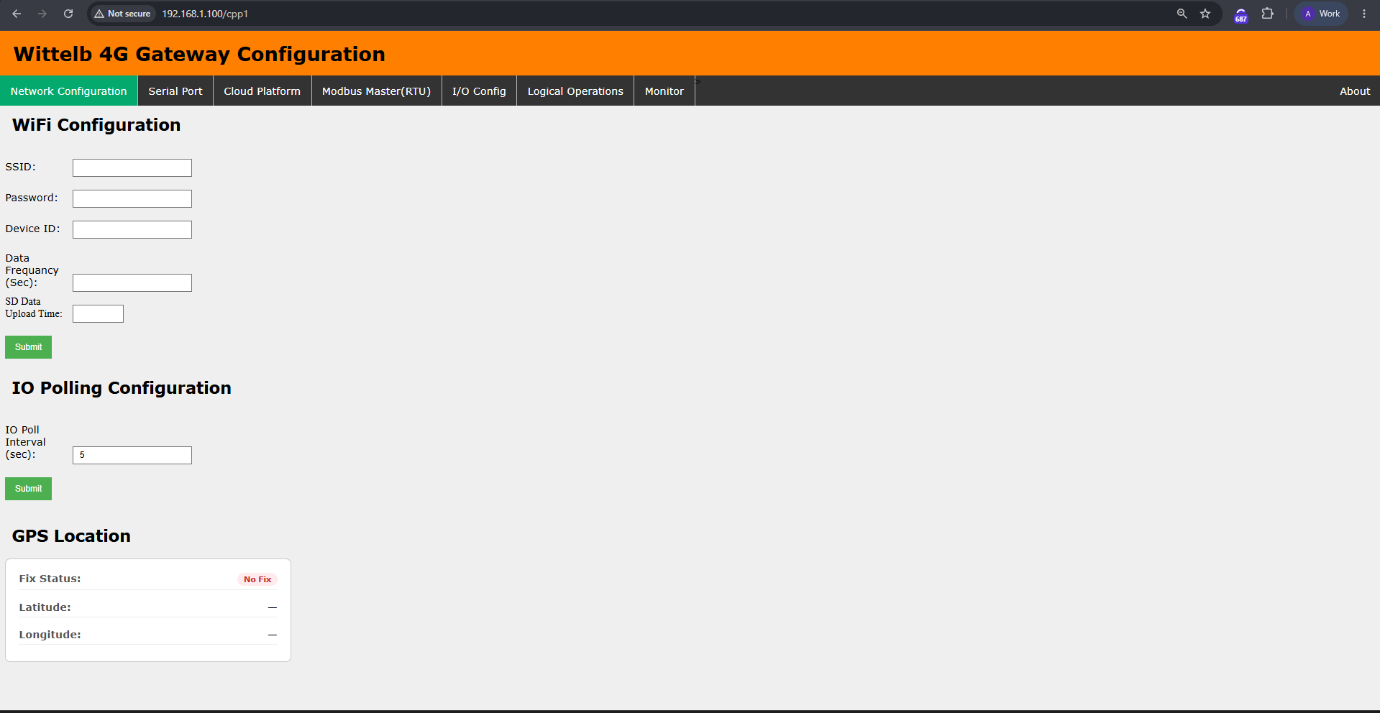 Not secure
192.168.1.100/cpp1
687
A
Work
Wittelb 4G Gateway Configuration
Network Configuration
Serial Port
Cloud Platform
Modbus Master(RTU)
I/O Config
Logical Operations
Monitor
>
About
WiFi Configuration
SSID:
Password:
Device ID:
Data
Frequancy
(Sec):
SD Data
Upload Time:
Submit
IO Polling Configuration
IO Poll
Interval
(sec):
5
Submit
GPS Location
Fix Status:
No Fix
Latitude:
—
Longitude:
—